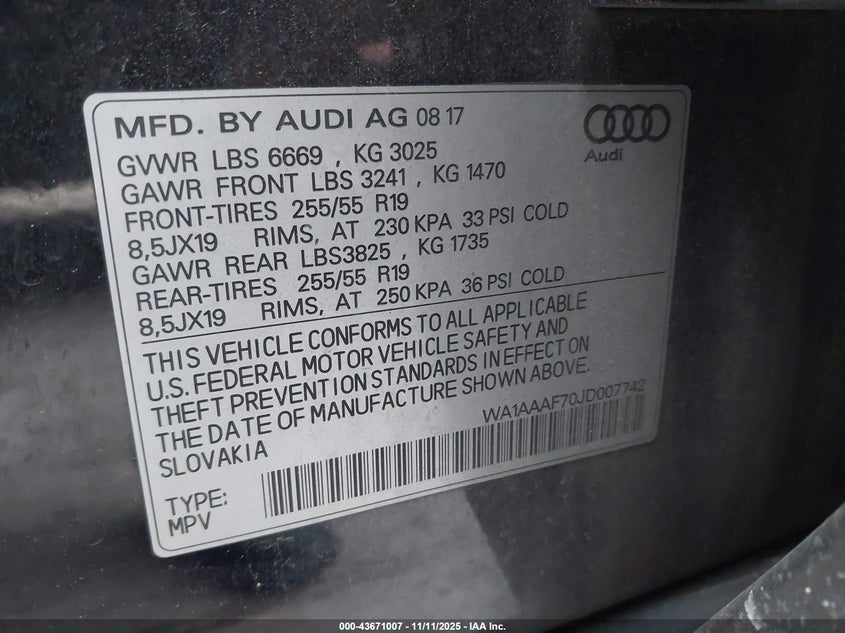 MFD. BY AUDI AG 08 17
Audi
GVWR LBS 6669 , KG 3025
GAWR FRONT LBS 3241 , KG 1470
FRONT-TIRES 255/55 R19
8,5JX19 RIMS, AT 230 KPA 33 PSI COLD
GAWR REAR LBS3825 , KG 1735
REAR-TIRES 255/55 R19
8,5JX19 RIMS, AT 250 KPA 36 PSI COLD
THIS VEHICLE CONFORMS TO ALL APPLICABLE
U.S. FEDERAL MOTOR VEHICLE SAFETY AND
THEFT PREVENTION STANDARDS IN EFFECT ON
THE DATE OF MANUFACTURE SHOWN ABOVE.
SLOVAKIA
WA1AAAF70JD007742
TYPE:
MPV
000-43671007 - 11/11/2025 - IAA Inc.